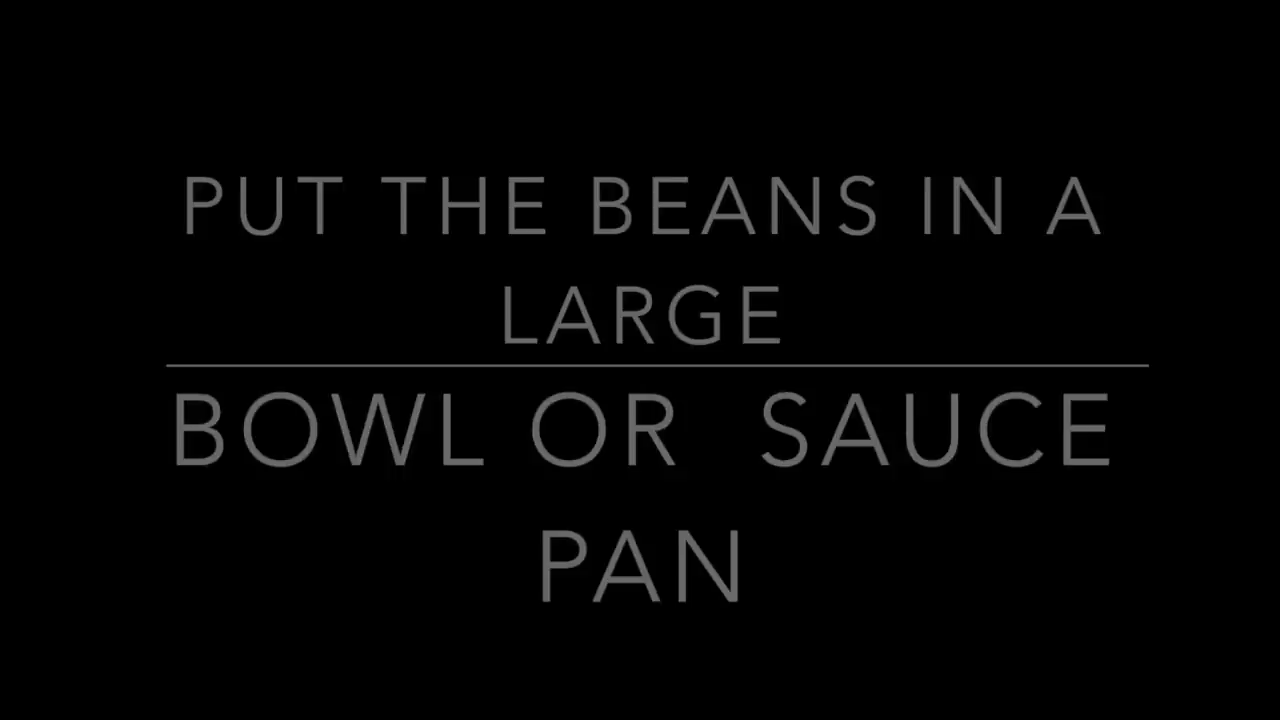 PUT THE BEANS IN A
LARGE
BOWL OR SAUCE
PAN